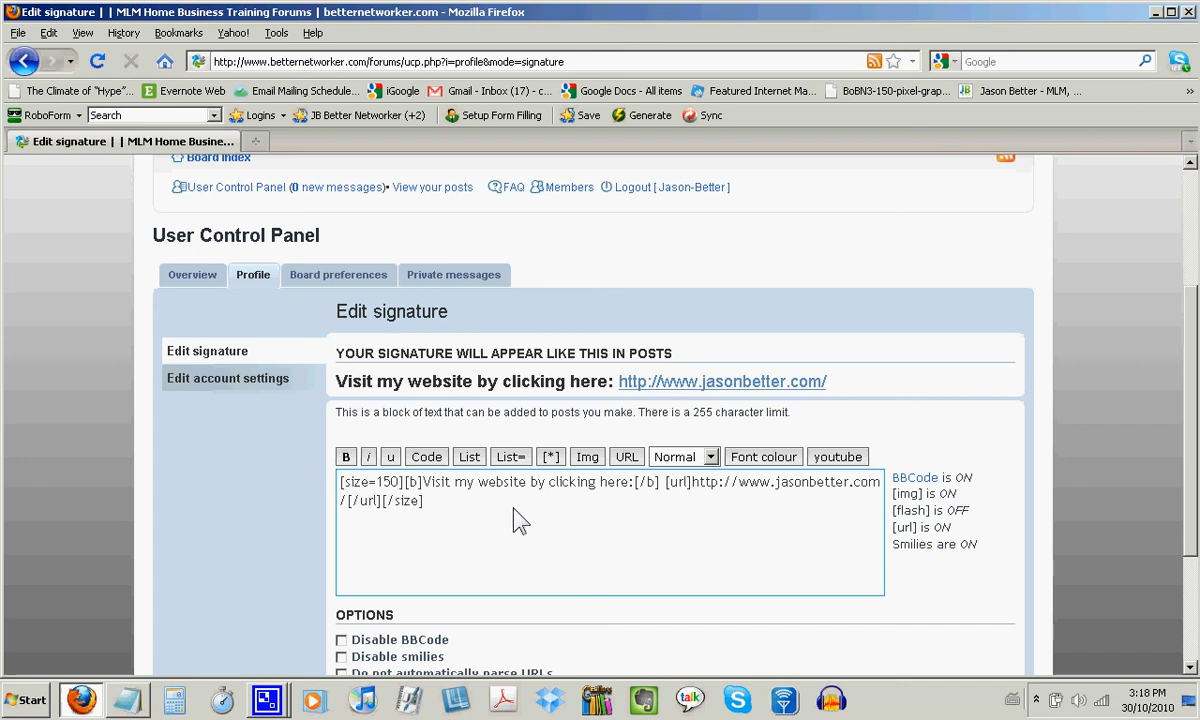 Edit signature | | MLM Home Business Training Forums | betternetworker.com - Mozilla Firefox
File Edit View History Bookmarks Yahoo! Tools Help
http://www.betternetworker.com/forums/ucp.php?i=profile&mode=signature
Google
The Climate of "Hype"... Evernote Web Email Mailing Schedule... iGoogle Gmail - Inbox (17) - c... Google Docs - All items Featured Internet Ma... BoBN3-150-pixel-grap... JB Jason Better - MLM, ... »
RoboForm Search Logins JB Better Networker (+2) Setup Form Filling Save Generate Sync
Edit signature | | MLM Home Busine...
Board index
User Control Panel (0 new messages)• View your posts FAQ Members Logout [ Jason-Better ]
User Control Panel
Overview Profile Board preferences Private messages
Edit signature
Edit signature
Edit account settings
YOUR SIGNATURE WILL APPEAR LIKE THIS IN POSTS
Visit my website by clicking here: http://www.jasonbetter.com/
This is a block of text that can be added to posts you make. There is a 255 character limit.
B i u Code List List= [*] Img URL Normal Font colour youtube
[size=150][b]Visit my website by clicking here:[/b] [url]http://www.jasonbetter.com
/[/url][/size]
BBCode is ON
[img] is ON
[flash] is OFF
[url] is ON
Smilies are ON
OPTIONS
Disable BBCode
Disable smilies
Do not automatically parse URLs
Start
talk
3:18 PM
30/10/2010